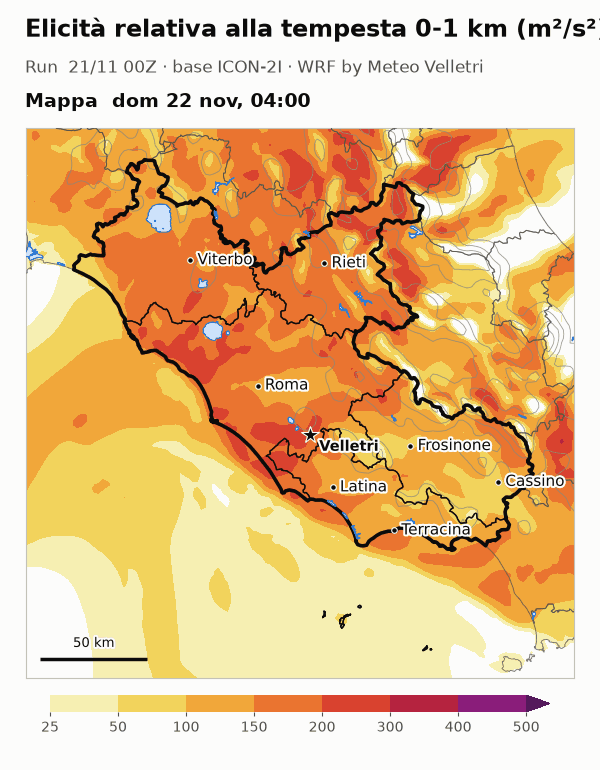 Elicità relativa alla tempesta 0-1 km (m²/s²)
Run 21/11 00Z · base ICON-2I · WRF by Meteo Velletri
Mappa dom 22 nov, 04:00
Viterbo
Rieti
Roma
Velletri
Frosinone
Latina
Cassino
Terracina
50 km
25 50 100 150 200 300 400 500